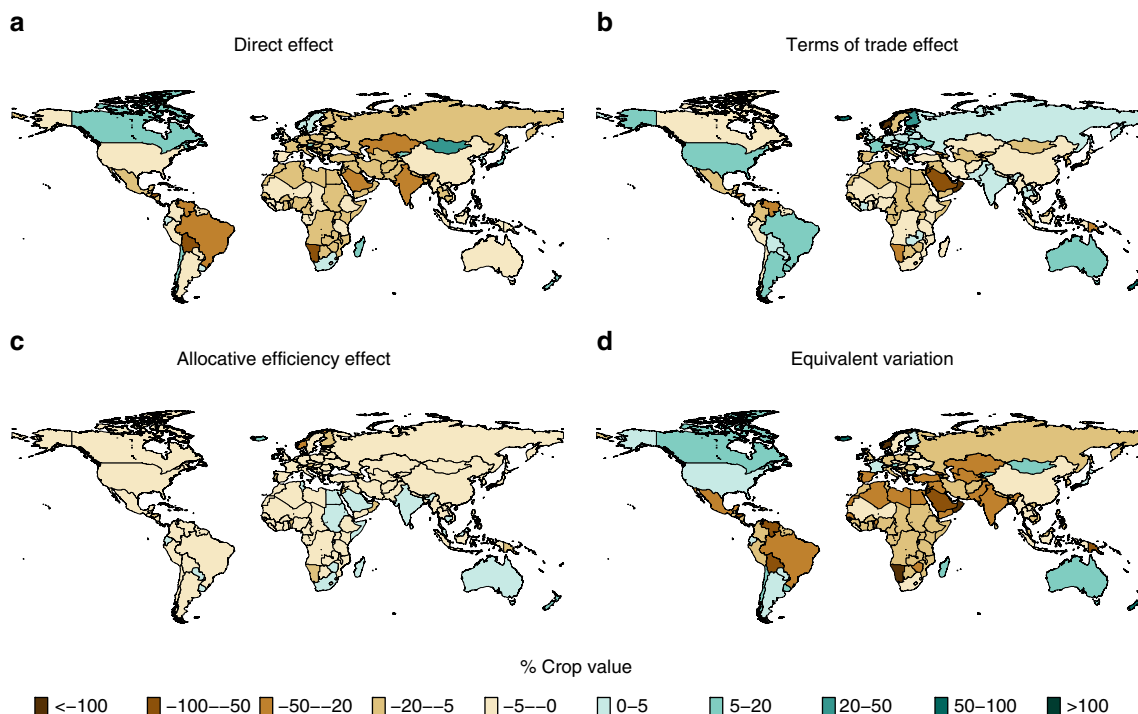 a
Direct effect
b
Terms of trade effect
c
Allocative efficiency effect
d
Equivalent variation
% Crop value
<−100
−100−−50
−50−−20
−20−−5
−5−−0
0−5
5−20
20−50
50−100
>100